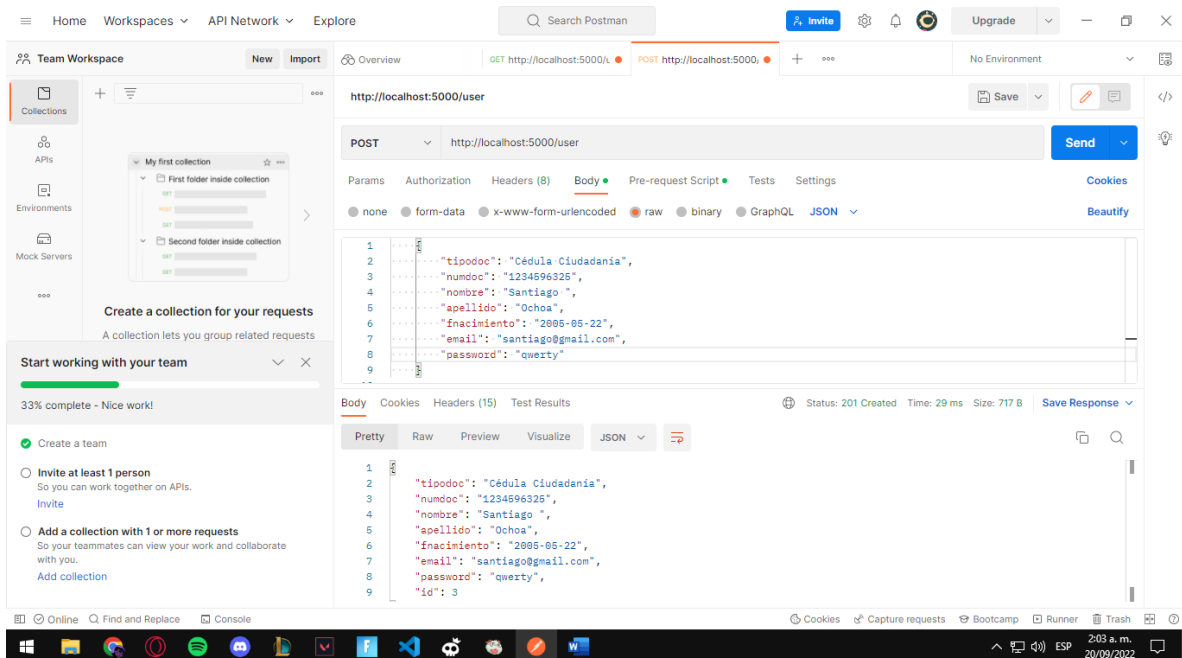 Home Workspaces API Network Explore Search Postman Invite Upgrade
Team Workspace New Import Overview GET http://localhost:5000/u POST http://localhost:5000/ No Environment
Collections
APIs
Environments
Mock Servers
My first collection
First folder inside collection
GET
POST
GET
Second folder inside collection
GET
GET
Create a collection for your requests
A collection lets you group related requests
Start working with your team
33% complete - Nice work!
Create a team
Invite at least 1 person
So you can work together on APIs.
Invite
Add a collection with 1 or more requests
So your teammates can view your work and collaborate
with you.
Add collection
http://localhost:5000/user Save
POST http://localhost:5000/user Send
Params Authorization Headers (8) Body Pre-request Script Tests Settings Cookies
none form-data x-www-form-urlencoded raw binary GraphQL JSON Beautify
1 {
2 "tipodoc": "Cédula Ciudadanía",
3 "numdoc": "1234596325",
4 "nombre": "Santiago ",
5 "apellido": "Ochoa",
6 "fnacimiento": "2005-05-22",
7 "email": "santiago@gmail.com",
8 "password": "qwerty"
9 }
Body Cookies Headers (15) Test Results Status: 201 Created Time: 29 ms Size: 717 B Save Response
Pretty Raw Preview Visualize JSON
1 {
2 "tipodoc": "Cédula Ciudadanía",
3 "numdoc": "1234596325",
4 "nombre": "Santiago ",
5 "apellido": "Ochoa",
6 "fnacimiento": "2005-05-22",
7 "email": "santiago@gmail.com",
8 "password": "qwerty",
9 "id": 3
Online Find and Replace Console Cookies Capture requests Bootcamp Runner Trash
ESP 2:03 a. m.
20/09/2022